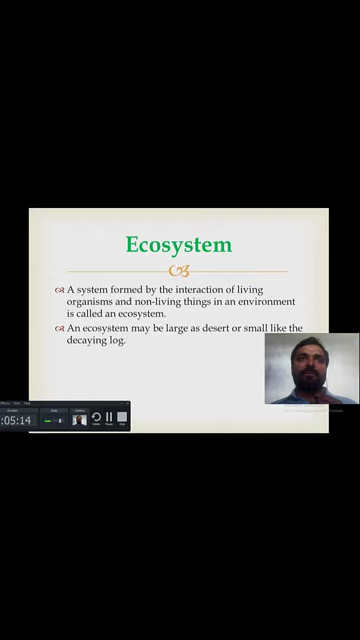 Ecosystem
A system formed by the interaction of living
organisms and non-living things in an environment
is called an ecosystem.
An ecosystem may be large as desert or small like the
decaying log.
:05:14